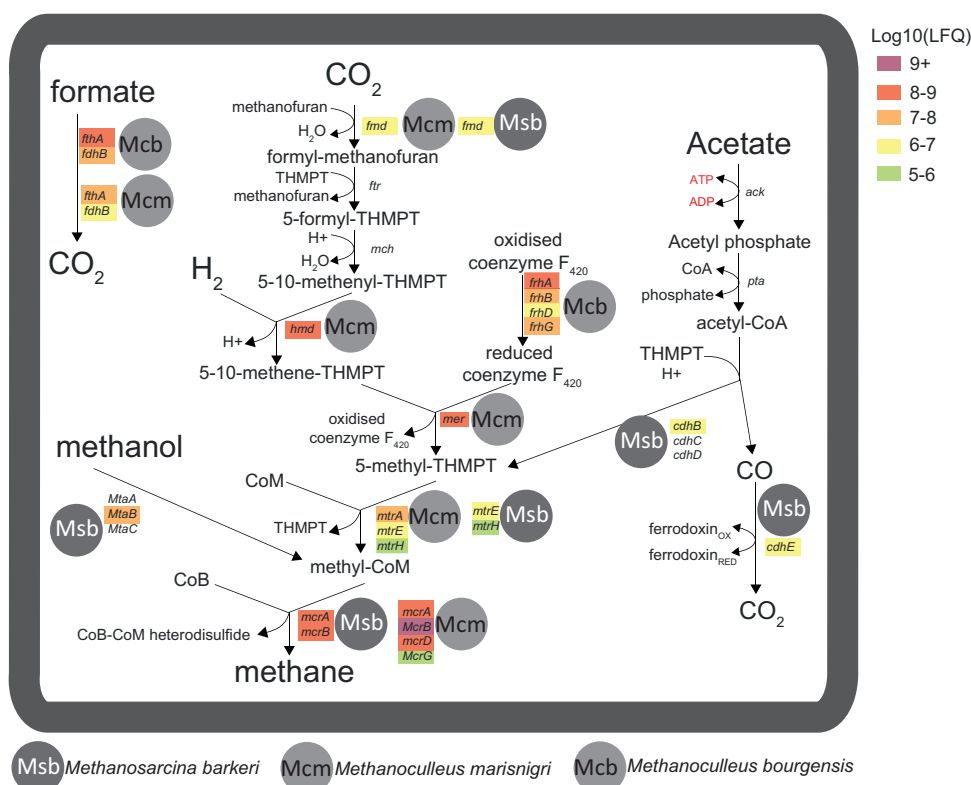 Log10(LFQ)
9+
8-9
7-8
6-7
5-6
formate
fthA
fdhB
Mcb
fthA
fdhB
Mcm
CO2
CO2
methanofuran
H2O
fmd
Mcm
fmd
Msb
formyl-methanofuran
THMPT
methanofuran
ftr
5-formyl-THMPT
H+
H2O
mch
5-10-methenyl-THMPT
H2
H+
hmd
Mcm
5-10-methene-THMPT
oxidised
coenzyme F420
frhA
frhB
frhD
frhG
Mcb
reduced
coenzyme F420
oxidised
coenzyme F420
mer
Mcm
5-methyl-THMPT
Acetate
ATP
ADP
ack
Acetyl phosphate
CoA
phosphate
pta
acetyl-CoA
THMPT
H+
Msb
cdhB
cdhC
cdhD
CO
Msb
ferrodoxinOX
ferrodoxinRED
cdhE
CO2
methanol
Msb
MtaA
MtaB
MtaC
CoM
THMPT
mtrA
mtrE
mtrH
Mcm
mtrE
mtrH
Msb
methyl-CoM
CoB
CoB-CoM heterodisulfide
mcrA
mcrB
Msb
mcrA
McrB
mcrD
McrG
Mcm
methane
Msb Methanosarcina barkeri
Mcm Methanoculleus marisnigri
Mcb Methanoculleus bourgensis